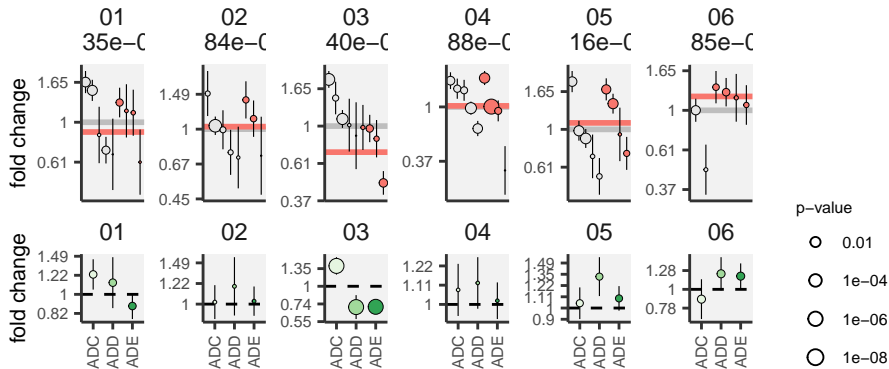 01 02 03 04 05 06
35e−0 84e−0 40e−0 88e−0 16e−0 85e−0
fold change
1.65 1 0.61
1.49 1 0.67 0.45
1.65 1 0.61 0.37
1 0.37
1.65 1 0.61
1.65 1 0.61 0.37
01 02 03 04 05 06
fold change
1.49 1.22 1 0.82
1.49 1.22 1
1.35 1 0.74 0.55
1.22 1.11 1
1.49 1.35 1.22 1.11 1 0.9
1.28 1 0.78
ADC ADD ADE
ADC ADD ADE
ADC ADD ADE
ADC ADD ADE
ADC ADD ADE
ADC ADD ADE
p−value
0.01
1e−04
1e−06
1e−08